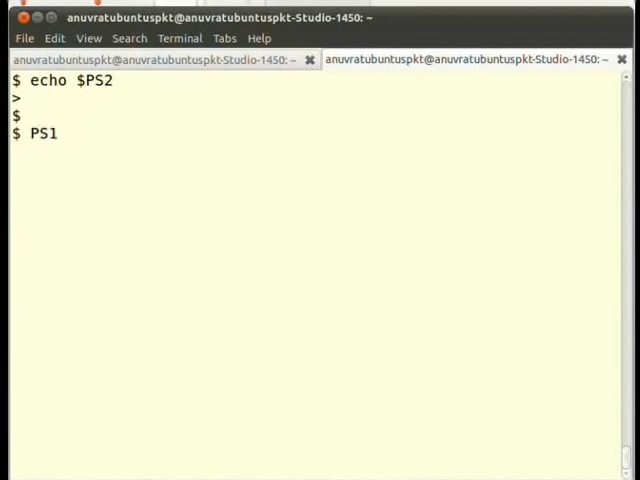 anuvratubuntuspkt@anuvratubuntuspkt-Studio-1450: ~
File Edit View Search Terminal Tabs Help
anuvratubuntuspkt@anuvratubuntuspkt-Studio-1450: ~ anuvratubuntuspkt@anuvratubuntuspkt-Studio-1450: ~
$ echo $PS2
>
$
$ PS1